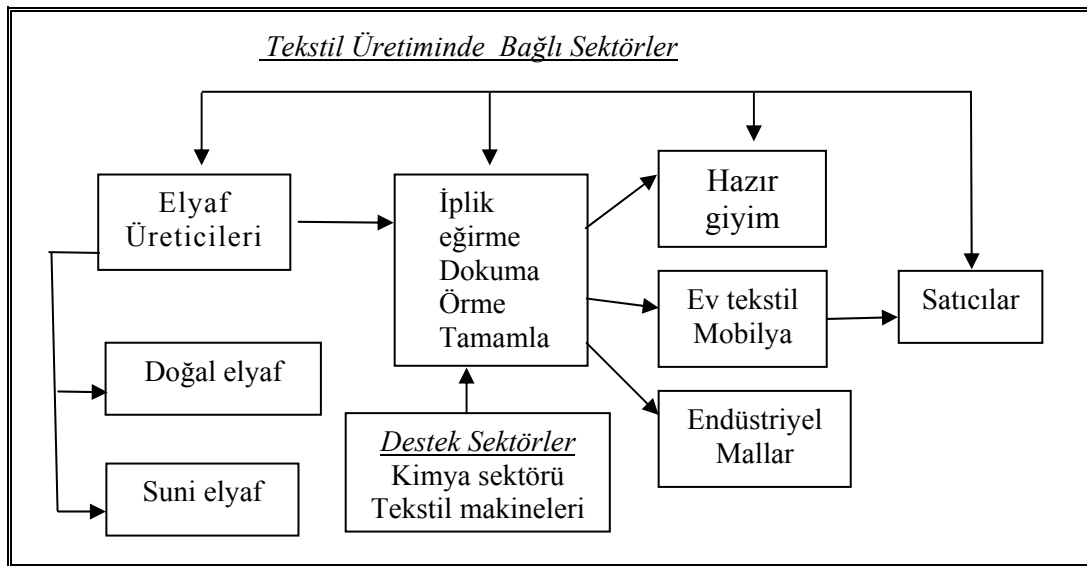 Tekstil Üretiminde Bağlı Sektörler
Elyaf
Üreticileri
Doğal elyaf
Suni elyaf
İplik
eğirme
Dokuma
Örme
Tamamla
Destek Sektörler
Kimya sektörü
Tekstil makineleri
Hazır
giyim
Ev tekstil
Mobilya
Endüstriyel
Mallar
Satıcılar